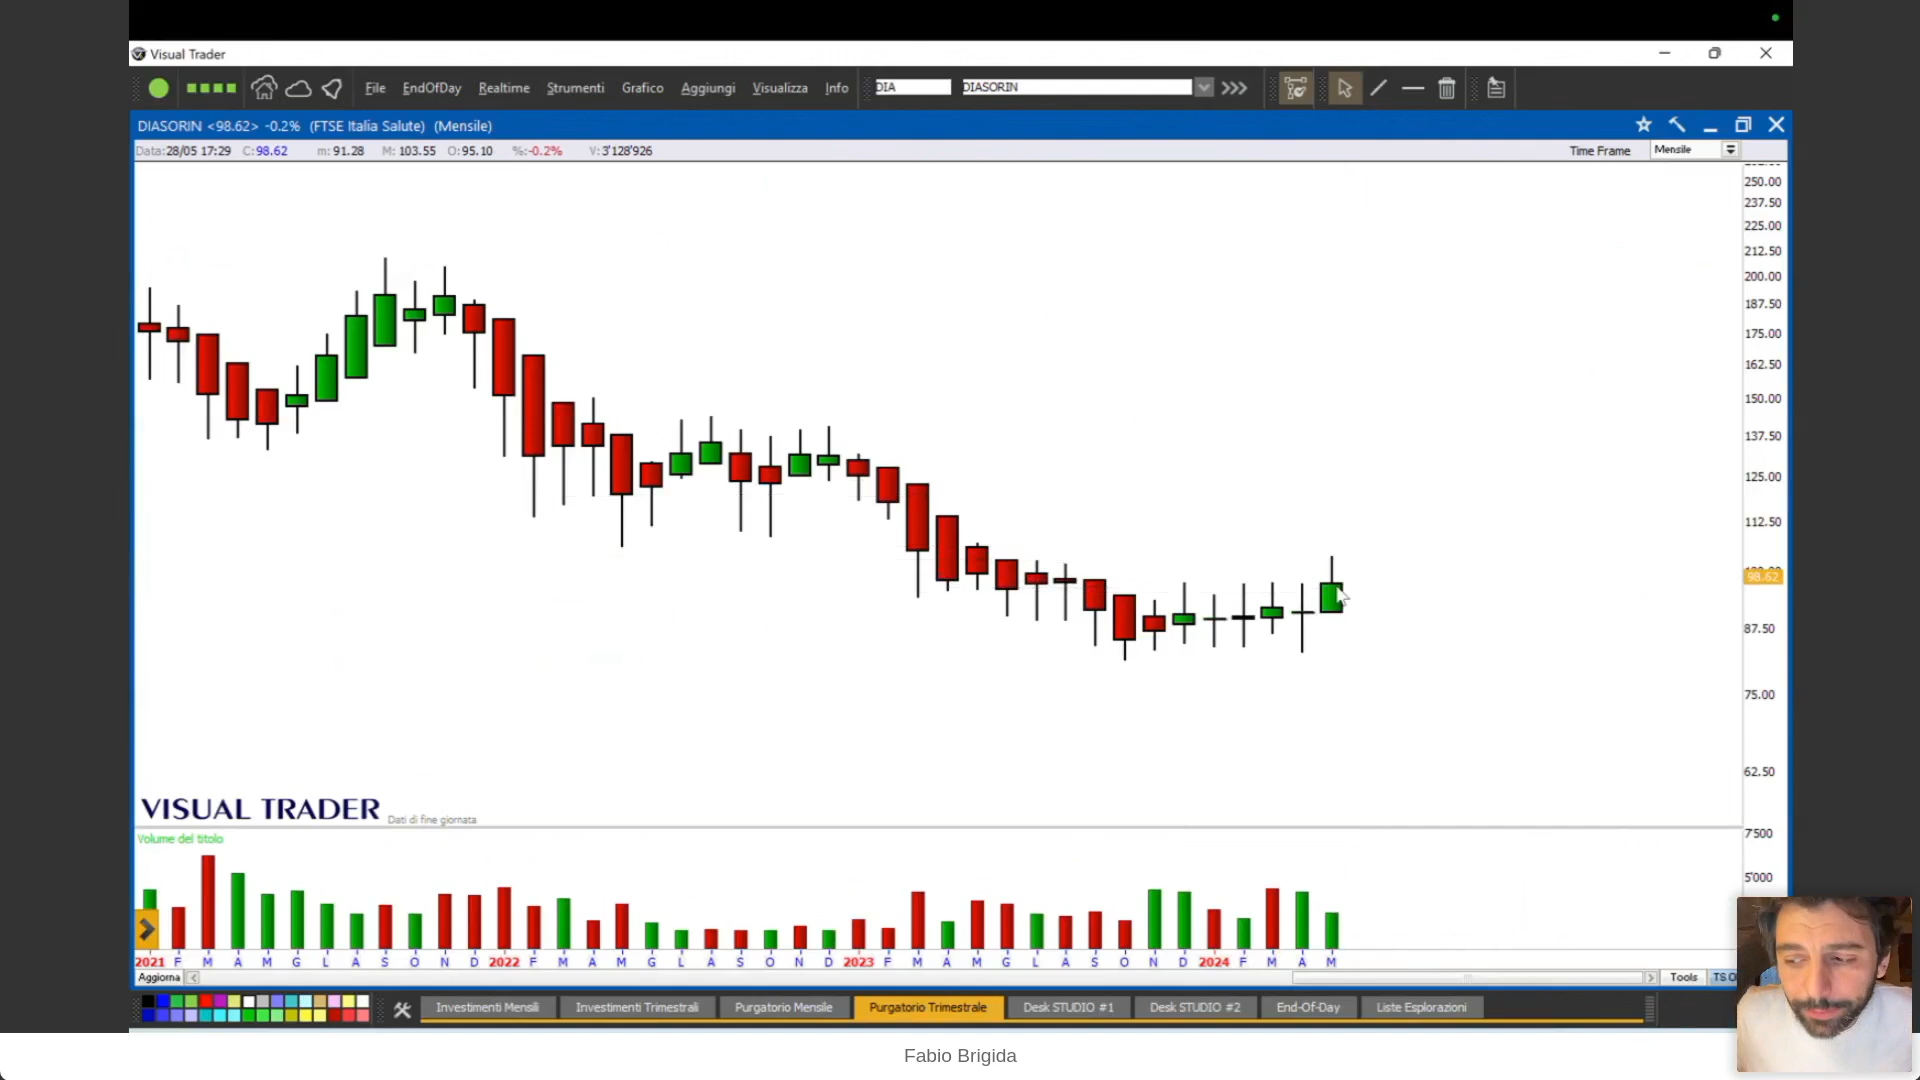 Visual Trader
File EndOfDay Realtime Strumenti Grafico Aggiungi Visualizza Info DIA DIASORIN
DIASORIN <98.62> -0.2% (FTSE Italia Salute) (Mensile)
Data:28/05 17:29 C:98.62 m:91.28 M:103.55 O:95.10 %:-0.2% V:3'128'926 Time Frame Mensile
250.00
237.50
225.00
212.50
200.00
187.50
175.00
162.50
150.00
137.50
125.00
112.50
98.62
87.50
75.00
62.50
VISUAL TRADER Dati di fine giornata
Volume del titolo
7'500
5'000
2021 F M A M G L A S O N D 2022 F M A M G L A S O N D 2023 F M A M G L A S O N D 2024 F M A M
Aggiorna Tools TS O
Investimenti Mensili Investimenti Trimestrali Purgatorio Mensile Purgatorio Trimestrale Desk STUDIO #1 Desk STUDIO #2 End-Of-Day Liste Esplorazioni
Fabio Brigida